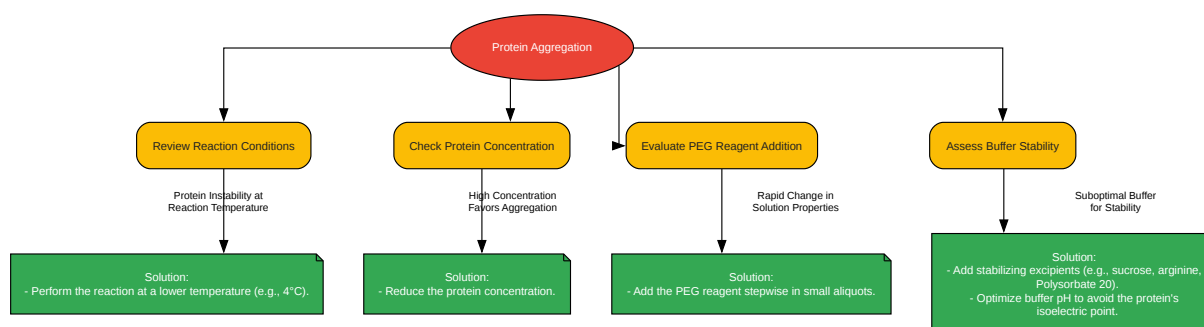 Protein Aggregation
Review Reaction Conditions
Check Protein Concentration
Evaluate PEG Reagent Addition
Assess Buffer Stability
Protein Instability at
Reaction Temperature
High Concentration
Favors Aggregation
Rapid Change in
Solution Properties
Suboptimal Buffer
for Stability
Solution:
- Perform the reaction at a lower temperature (e.g., 4°C).
Solution:
- Reduce the protein concentration.
Solution:
- Add the PEG reagent stepwise in small aliquots.
Solution:
- Add stabilizing excipients (e.g., sucrose, arginine,
Polysorbate 20).
- Optimize buffer pH to avoid the protein's
isoelectric point.